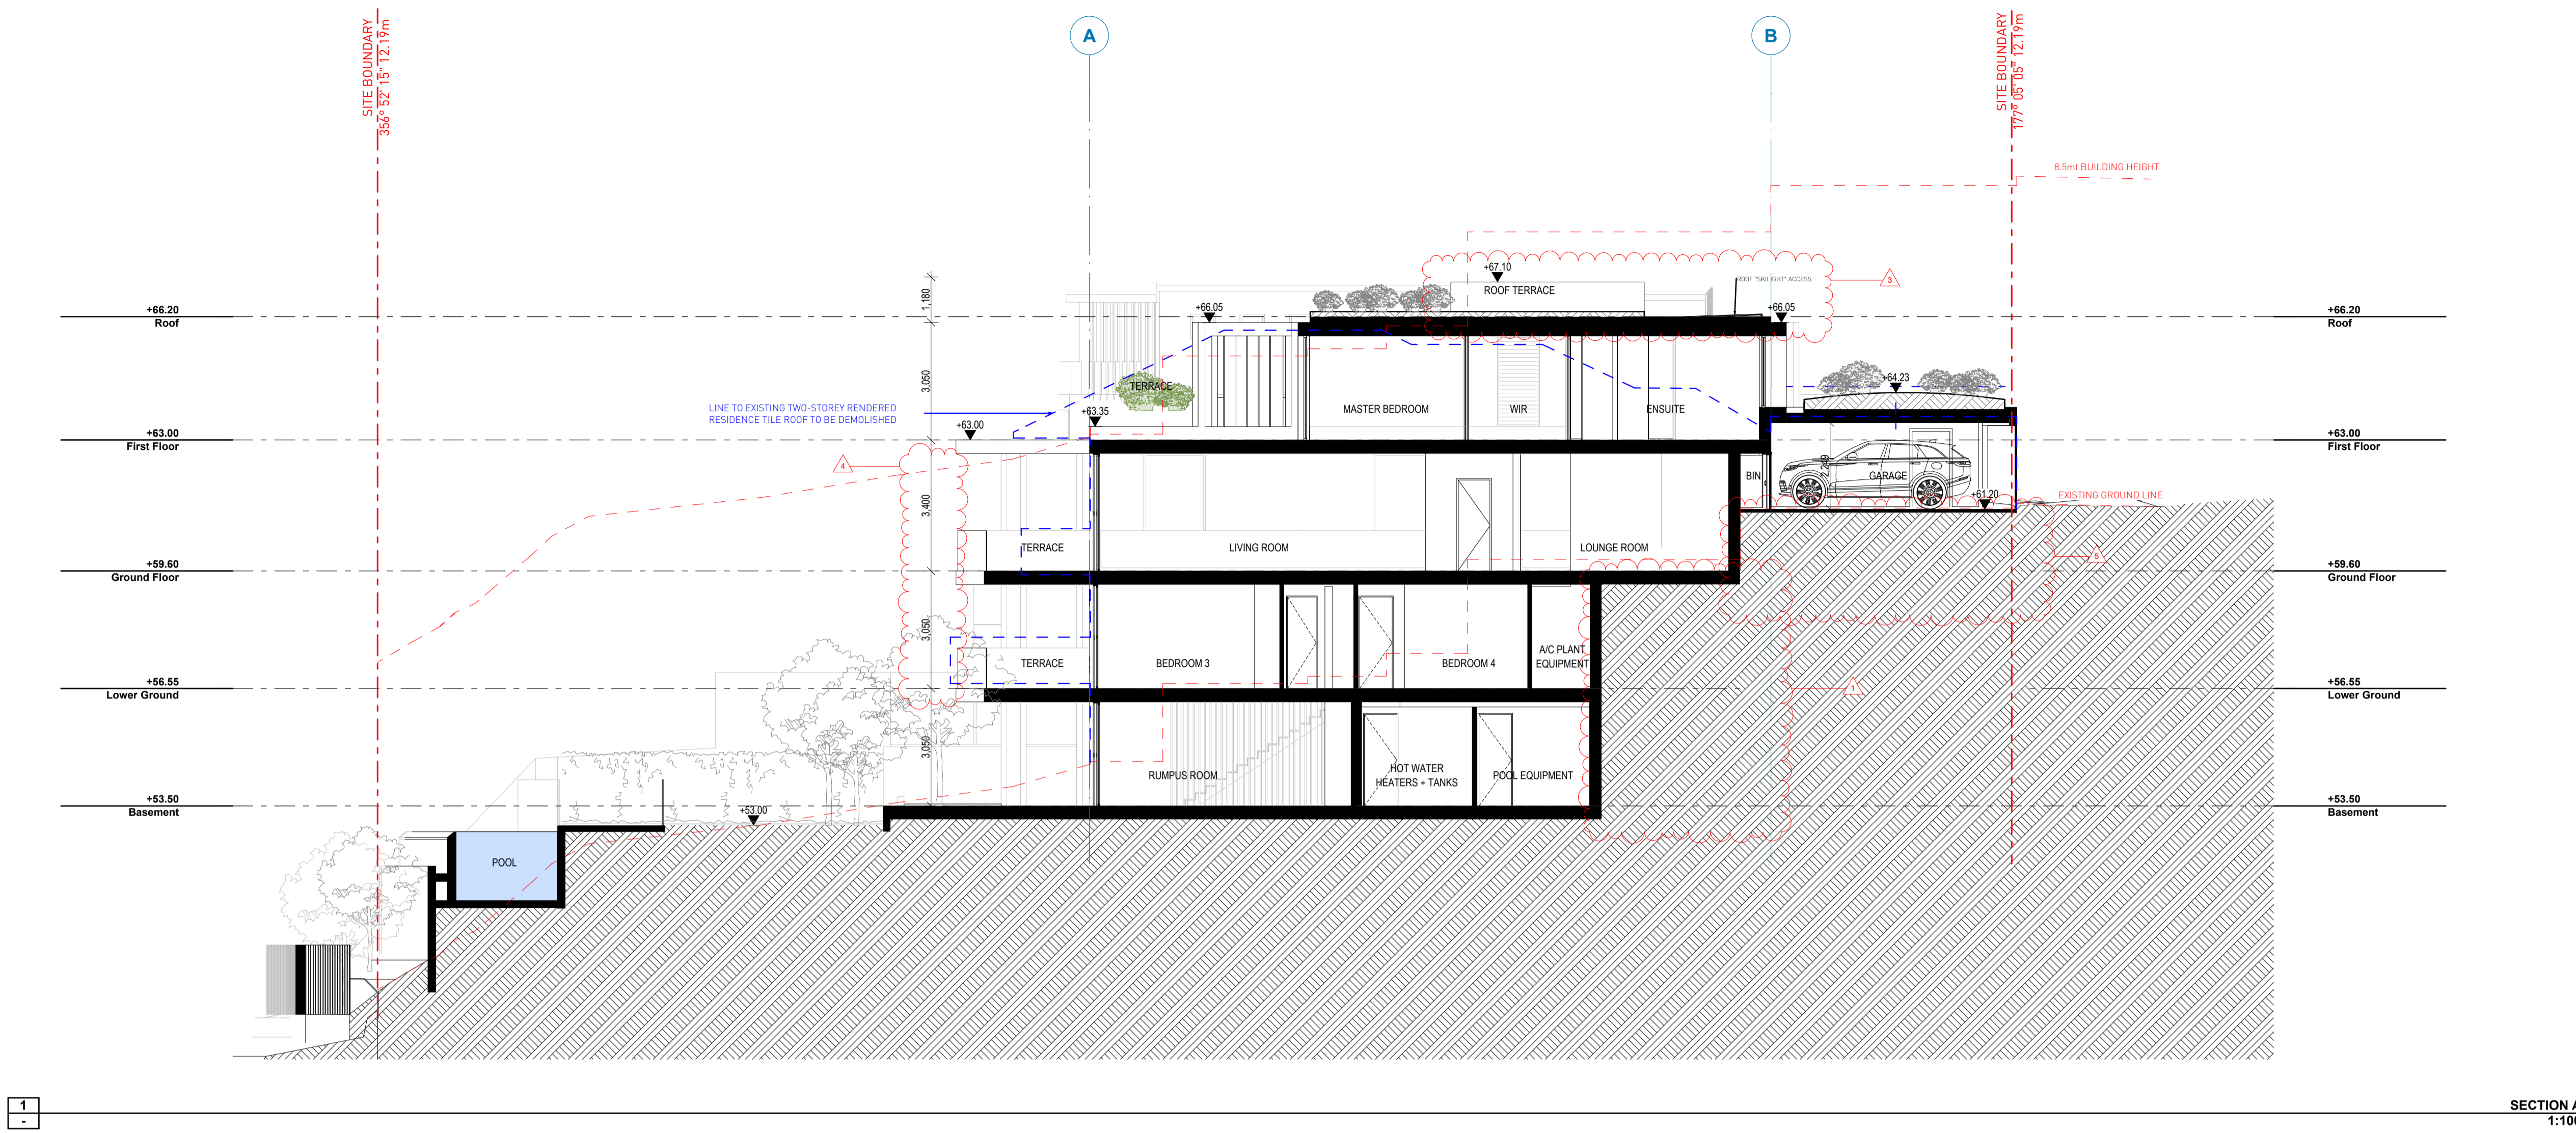 SITE BOUNDARY
356° 52' 15" 12.19m
A
B
SITE BOUNDARY
177° 05' 05" 12.19m
8.5mt BUILDING HEIGHT
+67.10
ROOF TERRACE
ROOF "SKILIGHT" ACCESS
3
1,180
+66.20
Roof
+66.05
+66.05
+66.20
Roof
3,050
TERRACE
+64.23
LINE TO EXISTING TWO-STOREY RENDERED
RESIDENCE TILE ROOF TO BE DEMOLISHED
+63.35
MASTER BEDROOM
WIR
ENSUITE
+63.00
+63.00
First Floor
+63.00
First Floor
4
2,249
BIN
GARAGE
+61.20
EXISTING GROUND LINE
3,400
TERRACE
LIVING ROOM
LOUNGE ROOM
5
+59.60
Ground Floor
+59.60
Ground Floor
3,050
TERRACE
BEDROOM 3
BEDROOM 4
A/C PLANT
EQUIPMENT
+56.55
Lower Ground
1
+56.55
Lower Ground
3,050
RUMPUS ROOM
HOT WATER
HEATERS + TANKS
POOL EQUIPMENT
+53.50
Basement
+53.00
+53.50
Basement
POOL
1
-
SECTION A
1:100